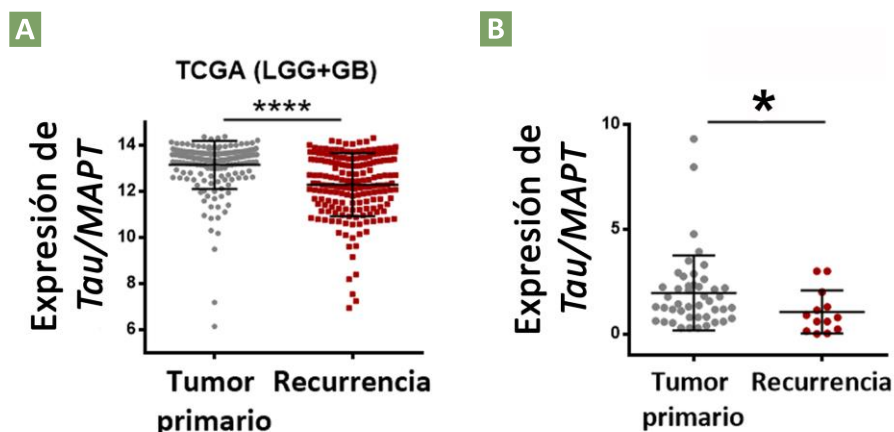 A
TCGA (LGG+GB)
****
Expresión de
Tau/MAPT
14
12
10
8
6
Tumor
primario
Recurrencia
B
*
Expresión de
Tau/MAPT
10
5
0
Tumor
primario
Recurrencia